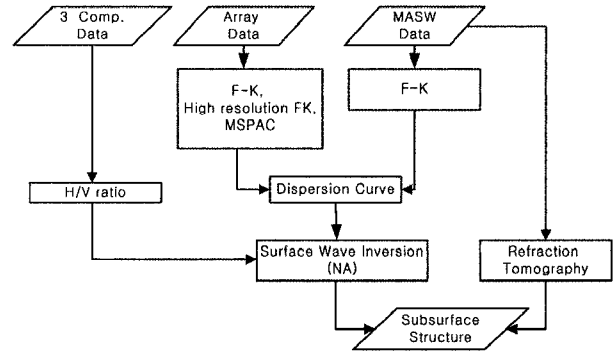 3 Comp.
Data
Array
Data
MASW
Data
F-K,
High resolution FK,
MSPAC
F-K
H/V ratio
Dispersion Curve
Surface Wave Inversion
(NA)
Refraction
Tomography
Subsurface
Structure